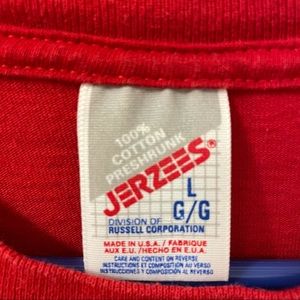 100%
COTTON
PRESHRUNK
JERZEES®
L
G/G
DIVISION OF
RUSSELL CORPORATION
MADE IN U.S.A. / FABRIQUE
AUX E.U. /HECHO EN E.U.A.
CARE AND CONTENT ON REVERSE
INSTRUCTIONS ET COMPOSITION AU VERSO
INSTRUCCIONES Y COMPOSICION AL REVERSO